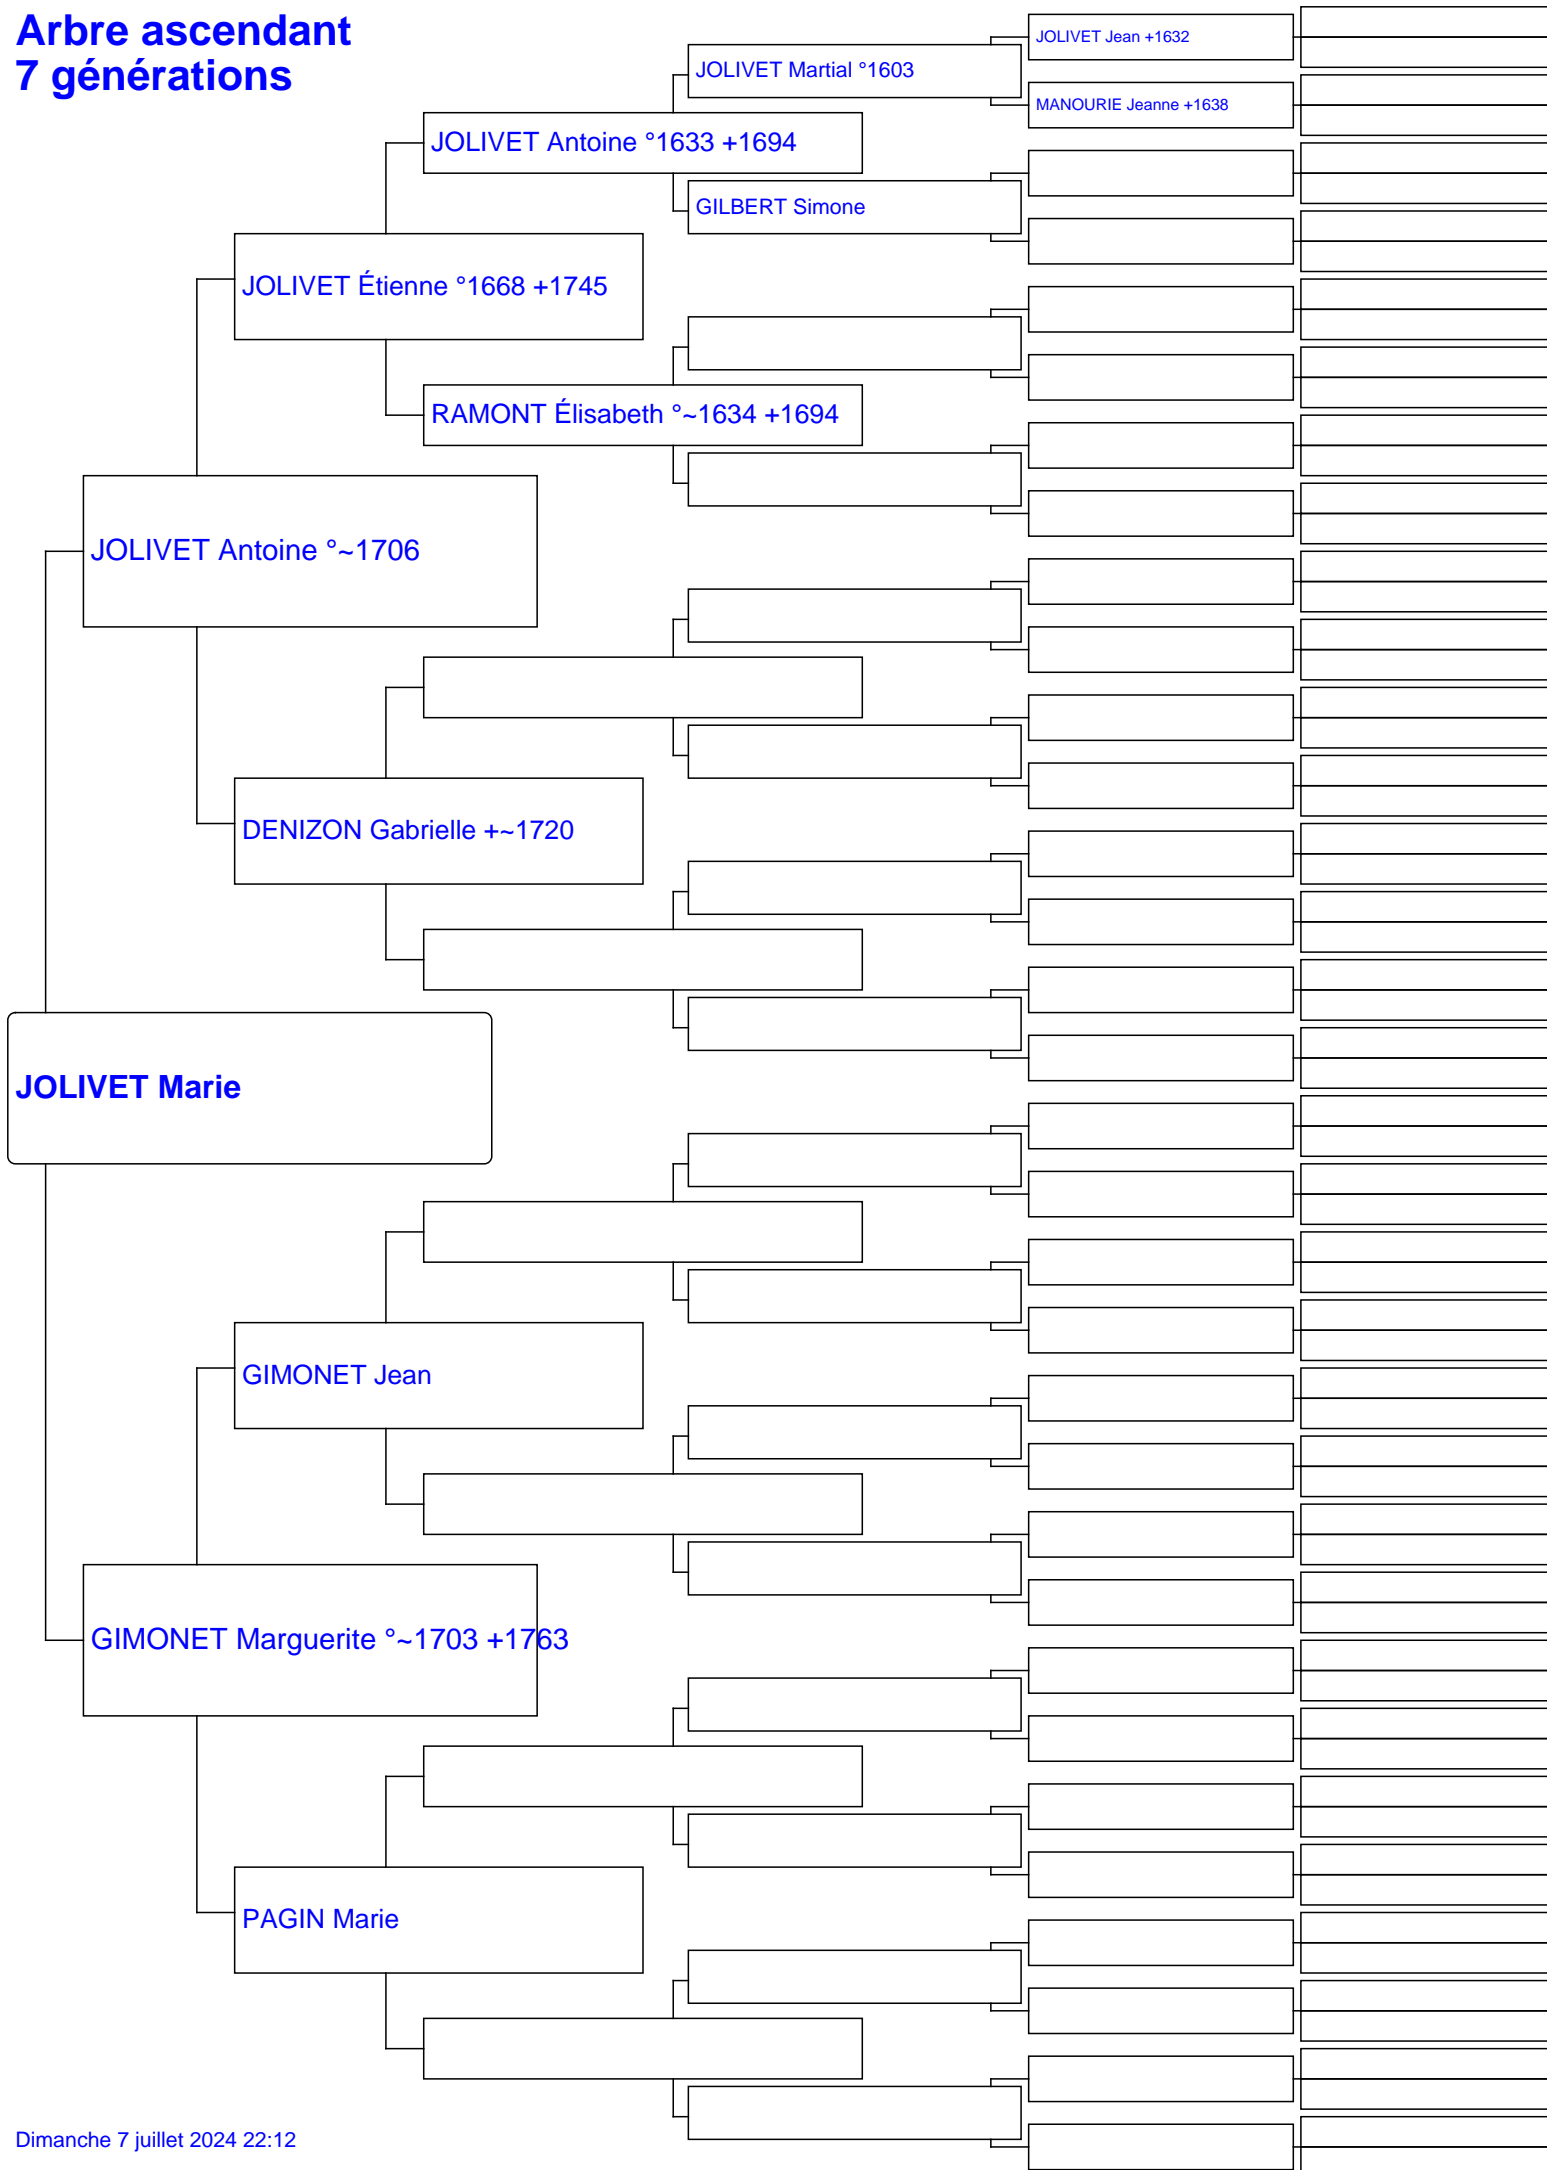 Arbre ascendant
7 générations
JOLIVET Jean +1632
JOLIVET Martial °1603
MANOURIE Jeanne +1638
JOLIVET Antoine °1633 +1694
GILBERT Simone
JOLIVET Étienne °1668 +1745
RAMONT Élisabeth °~1634 +1694
JOLIVET Antoine °~1706
DENIZON Gabrielle +~1720
JOLIVET Marie
GIMONET Jean
GIMONET Marguerite °~1703 +1763
PAGIN Marie
Dimanche 7 juillet 2024 22:12